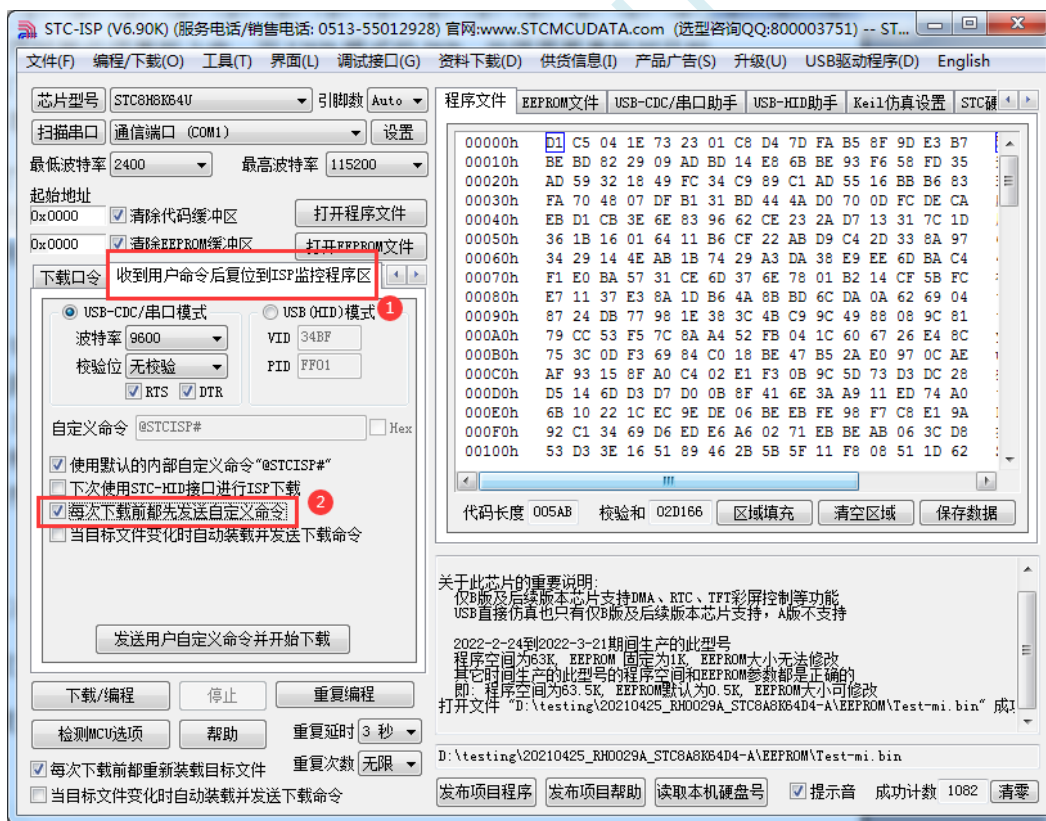 STC-ISP (V6.90K) (服务电话/销售电话: 0513-55012928) 官网:www.STCMCUDATA.com (选型咨询QQ:800003751) -- ST...
文件(F) 编程/下载(O) 工具(T) 界面(L) 调试接口(G) 资料下载(D) 供货信息(I) 产品广告(S) 升级(U) USB驱动程序(D) English
芯片型号 STC8H8K64U 引脚数 Auto
扫描串口 通信端口 (COM1) 设置
最低波特率 2400 最高波特率 115200
起始地址
0x0000 清除代码缓冲区 打开程序文件
0x0000 清除EEPROM缓冲区 打开EEPROM文件
下载口令 收到用户命令后复位到ISP监控程序区
1
USB-CDC/串口模式 USB(HID)模式
波特率 9600 VID 34BF
校验位 无校验 PID FF01
RTS DTR
自定义命令 @STCISP# Hex
使用默认的内部自定义命令"@STCISP#"
下次使用STC-HID接口进行ISP下载
每次下载前都先发送自定义命令
2
当目标文件变化时自动装载并发送下载命令
发送用户自定义命令并开始下载
下载/编程 停止 重复编程
检测MCU选项 帮助 重复延时 3 秒
重复次数 无限
每次下载前都重新装载目标文件
当目标文件变化时自动装载并发送下载命令
程序文件 EEPROM文件 USB-CDC/串口助手 USB-HID助手 Keil仿真设置
00000h D1 C5 04 1E 73 23 01 C8 D4 7D FA B5 8F 9D E3 B7
00010h BE BD 82 29 09 AD BD 14 E8 6B BE 93 F6 58 FD 35
00020h AD 59 32 18 49 FC 34 C9 89 C1 AD 55 16 BB B6 83
00030h FA 70 48 07 DF B1 31 BD 44 4A D0 70 0D FC DE CA
00040h EB D1 CB 3E 6E 83 96 62 CE 23 2A D7 13 31 7C 1D
00050h 36 1B 16 01 64 11 B6 CF 22 AB D9 C4 2D 33 8A 97
00060h 34 29 14 4E AB 1B 74 29 A3 DA 38 E9 EE 6D BA C4
00070h F1 E0 BA 57 31 CE 6D 37 6E 78 01 B2 14 CF 5B FC
00080h E7 11 37 E3 8A 1D B6 4A 8B BD 6C DA 0A 62 69 04
00090h 87 24 DB 77 98 1E 38 3C 4B C9 9C 49 88 08 9C 81
000A0h 79 CC 53 F5 7C 8A A4 52 FB 04 1C 60 67 26 E4 8C
000B0h 75 3C 0D F3 69 84 C0 18 BE 47 B5 2A E0 97 0C AE
000C0h AF 93 15 8F A0 C4 02 E1 F3 0B 9C 5D 73 D3 DC 28
000D0h D5 14 6D D3 D7 D0 0B 8F 41 6E 3A A9 11 ED 74 A0
000E0h 6B 10 22 1C EC 9E DE 06 BE EB FE 98 F7 C8 E1 9A
000F0h 92 C1 34 69 D6 ED E6 A6 02 71 EB BE AB 06 3C D8
00100h 53 D3 3E 16 51 89 46 2B 5B 5F 11 F8 08 51 1D 62
代码长度 005AB 校验和 02D166 区域填充 清空区域 保存数据
关于此芯片的重要说明:
仅B版及后续版本芯片支持DMA、RTC、TFT彩屏控制等功能
USB直接仿真也只有仅B版及后续版本芯片支持，A版不支持
2022-2-24到2022-3-21期间生产的此型号
程序空间为63K, EEPROM 固定为1K, EEPROM大小无法修改
其它时间生产的此型号的程序空间和EEPROM参数都是正确的
即: 程序空间为63.5K, EEPROM默认为0.5K, EEPROM大小可修改
打开文件 "D:\testing\20210425_RH0029A_STC8A8K64D4-A\EEPROM\Test-mi.bin" 成
D:\testing\20210425_RH0029A_STC8A8K64D4-A\EEPROM\Test-mi.bin
发布项目程序 发布项目帮助 读取本机硬盘号 提示音 成功计数 1082 清零